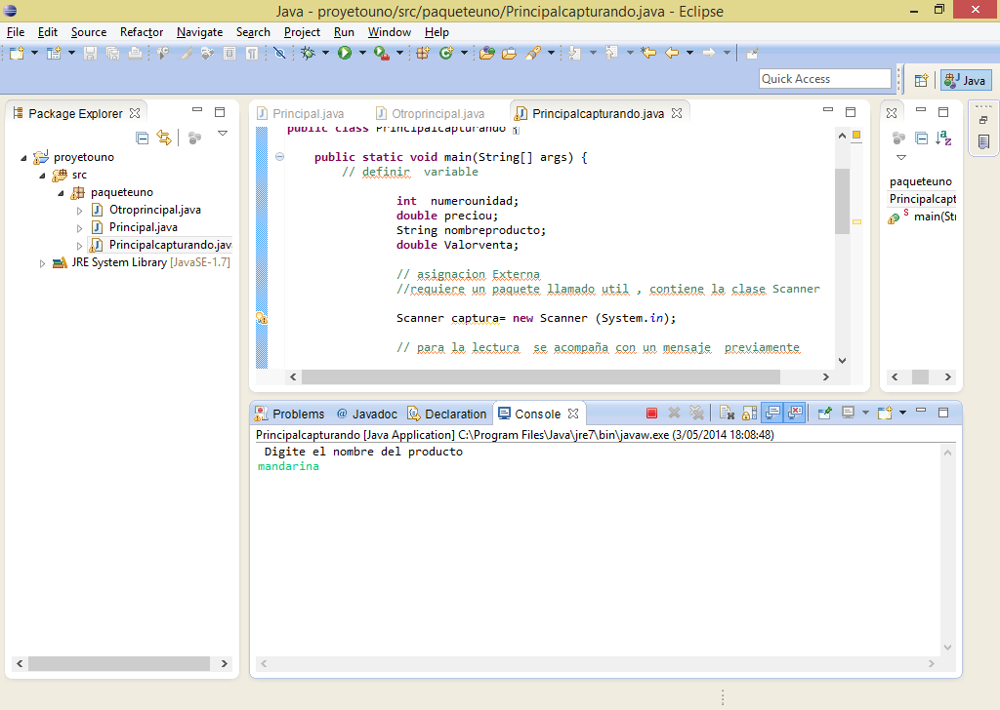 Java - proyetouno/src/paqueteuno/Principalcapturando.java - Eclipse
File Edit Source Refactor Navigate Search Project Run Window Help
Quick Access
Java
Package Explorer
proyetouno
src
paqueteuno
Otroprincipal.java
Principal.java
Principalcapturando.jav
JRE System Library [JavaSE-1.7]
Principal.java Otroprincipal.java Principalcapturando.java
public class Principalcapturando {
public static void main(String[] args) {
// definir variable
int numerounidad;
double preciou;
String nombreproducto;
double Valorventa;
// asignacion Externa
//requiere un paquete llamado util , contiene la clase Scanner
Scanner captura= new Scanner (System.in);
// para la lectura se acompaña con un mensaje previamente
paqueteuno
Principalcapt
main(Stri
Problems @ Javadoc Declaration Console
Principalcapturando [Java Application] C:\Program Files\Java\jre7\bin\javaw.exe (3/05/2014 18:08:48)
Digite el nombre del producto
mandarina